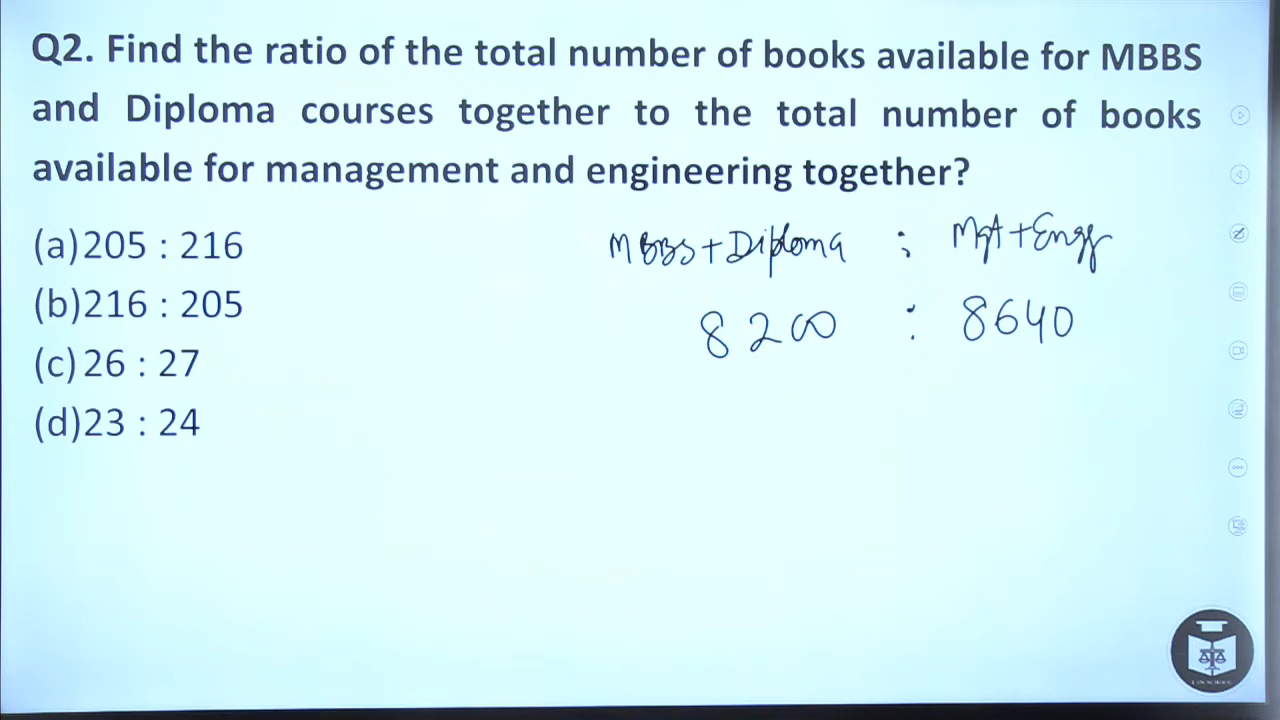 Q2. Find the ratio of the total number of books available for MBBS
and Diploma courses together to the total number of books
available for management and engineering together?
(a) 205 : 216
(b) 216 : 205
(c) 26 : 27
(d) 23 : 24
MBBS + Diploma : Mgt + Engg
8200 : 8640